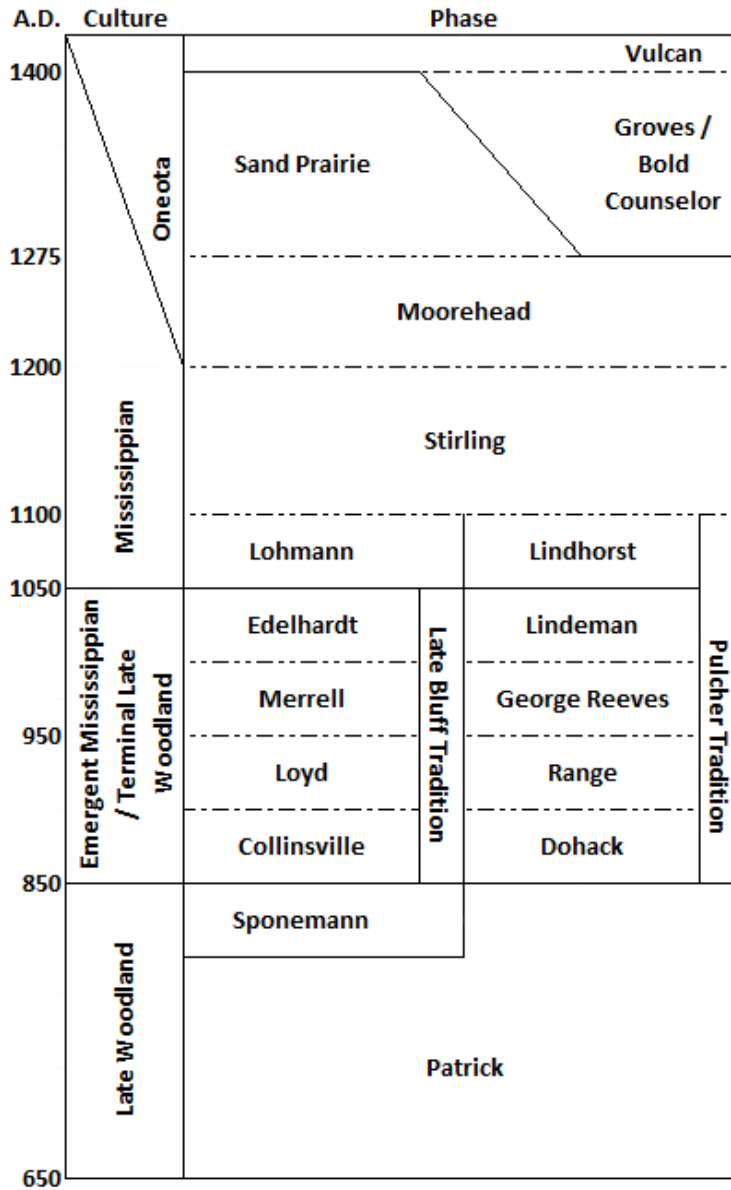 A.D. Culture Phase
Vulcan
1400
Groves /
Bold
Counselor
Sand Prairie
Oneota
1275
Moorehead
1200
Stirling
Mississippian
1100
Lohmann Lindhorst
1050
Edelhardt Lindeman
Merrell George Reeves
950
Loyd Range
Collinsville Dohack
Emergent Mississippian
/ Terminal Late
Woodland
Late Bluff Tradition
Pulcher Tradition
850
Sponemann
Late Woodland
Patrick
650